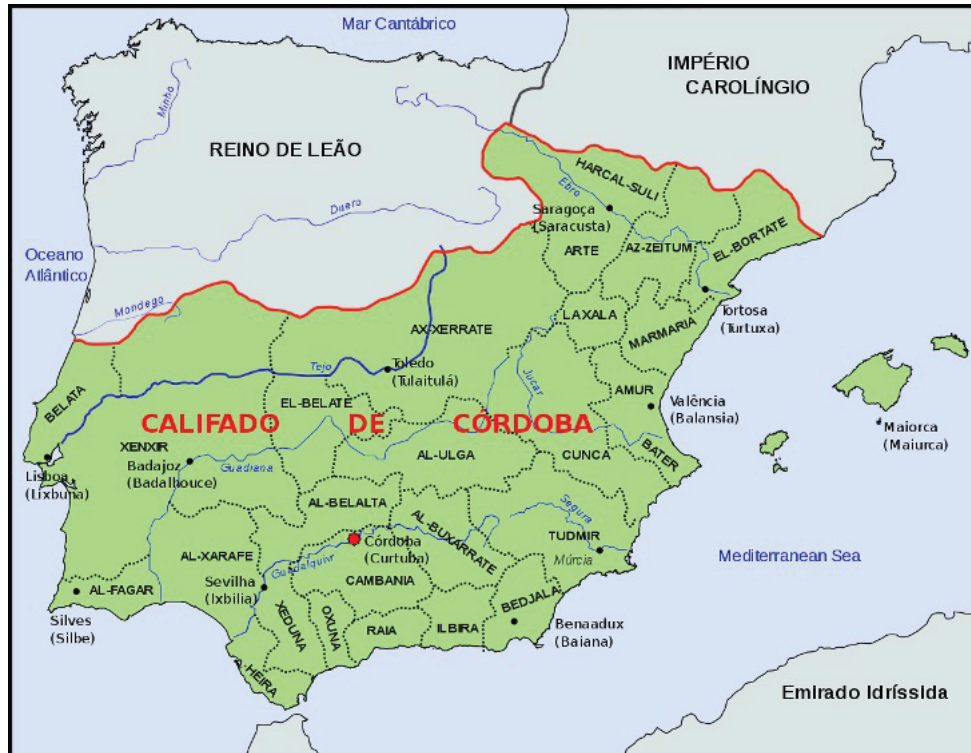 Mar Cantábrico
IMPÉRIO
CAROLÍNGIO
Minho
REINO DE LEÃO
HARCAL-SULI
Ebro
Duero
Saragoça
(Saracusta)
EL-BORTATE
Oceano
Atlântico
ARTE
AZ-ZEITUM
Mondego
LAXALA
Tortosa
(Turtuxa)
AX-XERRATE
MARMARIA
Tejo
Toledo
(Tulaitulá)
Jucar
BELATA
AMUR
EL-BELATE
Valência
(Balansia)
CALIFADO DE CÓRDOBA
Maiorca
(Maiurca)
XENXIR
BATER
Badajoz
(Badalhouce)
Guadiana
AL-ULGA
CUNCA
Lisboa
(Lixbuna)
AL-BELALTA
Segura
AL-BUXARRATE
TUDMIR
Córdoba
(Curtuba)
AL-XARAFE
Guadalquir
Múrcia
Mediterranean Sea
Sevilha
(Ixbilia)
CAMBANIA
AL-FAGAR
BEDJALA
Silves
(Silbe)
XEDUNA
OXUNA
RAIA
ILBIRA
Benaadux
(Baiana)
Emirado Idríssida